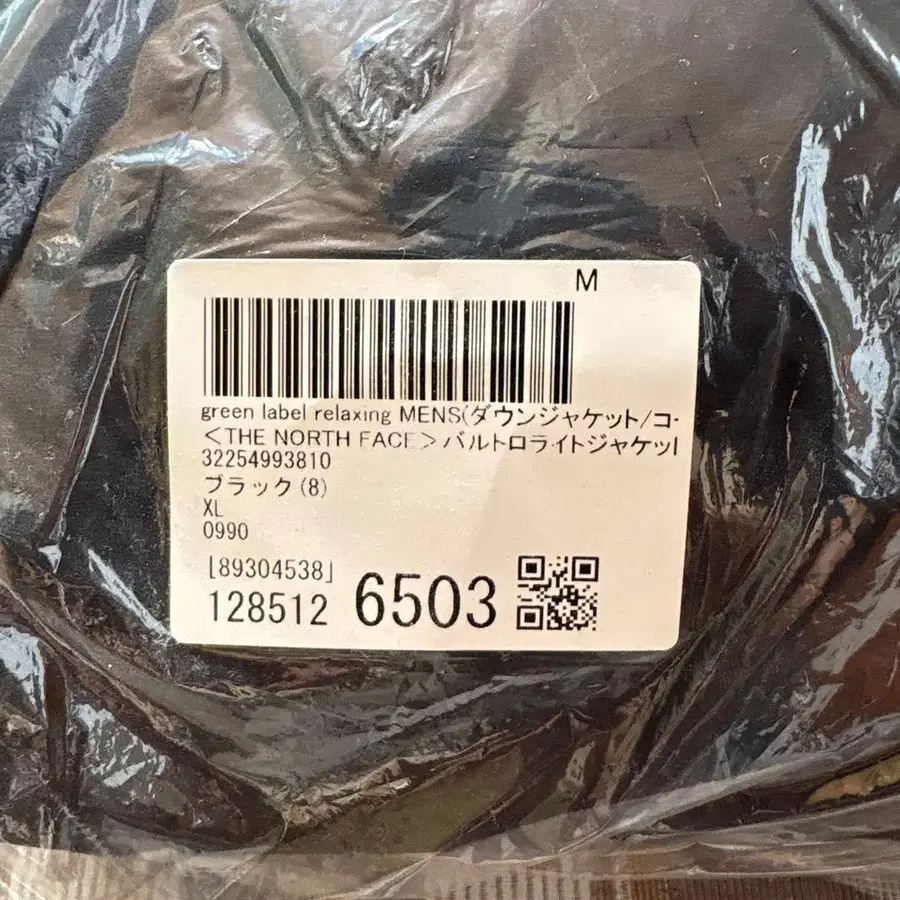 M
green label relaxing MENS(ダウンジャケット/コ-
<THE NORTH FACE>バルトロライトジャケット
32254993810
ブラック(8)
XL
0990
[89304538]
128512 6503